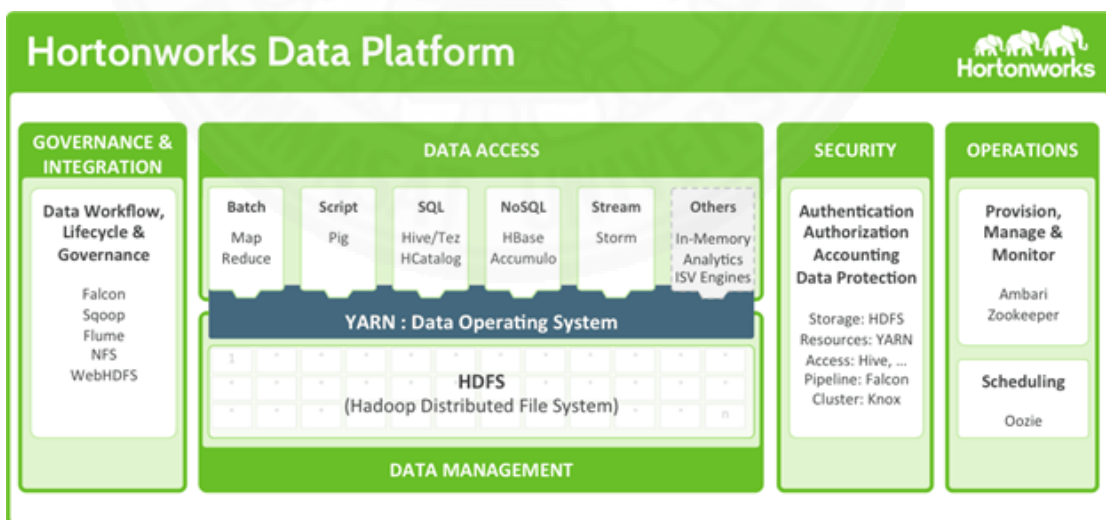 Hortonworks Data Platform
Hortonworks
GOVERNANCE &
INTEGRATION
Data Workflow,
Lifecycle &
Governance
Falcon
Sqoop
Flume
NFS
WebHDFS
DATA ACCESS
Batch
Map
Reduce
Script
Pig
SQL
Hive/Tez
HCatalog
NoSQL
HBase
Accumulo
Stream
Storm
Others
In-Memory
Analytics
ISV Engines
YARN : Data Operating System
1
HDFS
(Hadoop Distributed File System)
n
DATA MANAGEMENT
SECURITY
Authentication
Authorization
Accounting
Data Protection
Storage: HDFS
Resources: YARN
Access: Hive, ...
Pipeline: Falcon
Cluster: Knox
OPERATIONS
Provision,
Manage &
Monitor
Ambari
Zookeeper
Scheduling
Oozie